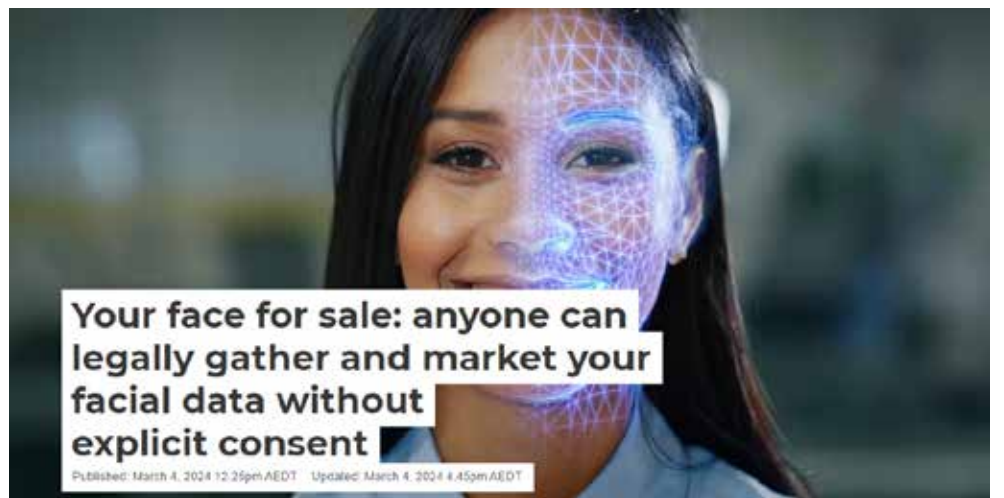 Your face for sale: anyone can
legally gather and market your
facial data without
explicit consent
Published: March 4, 2024 12.26pm AEDT Updated: March 4, 2024 4.45pm AEDT